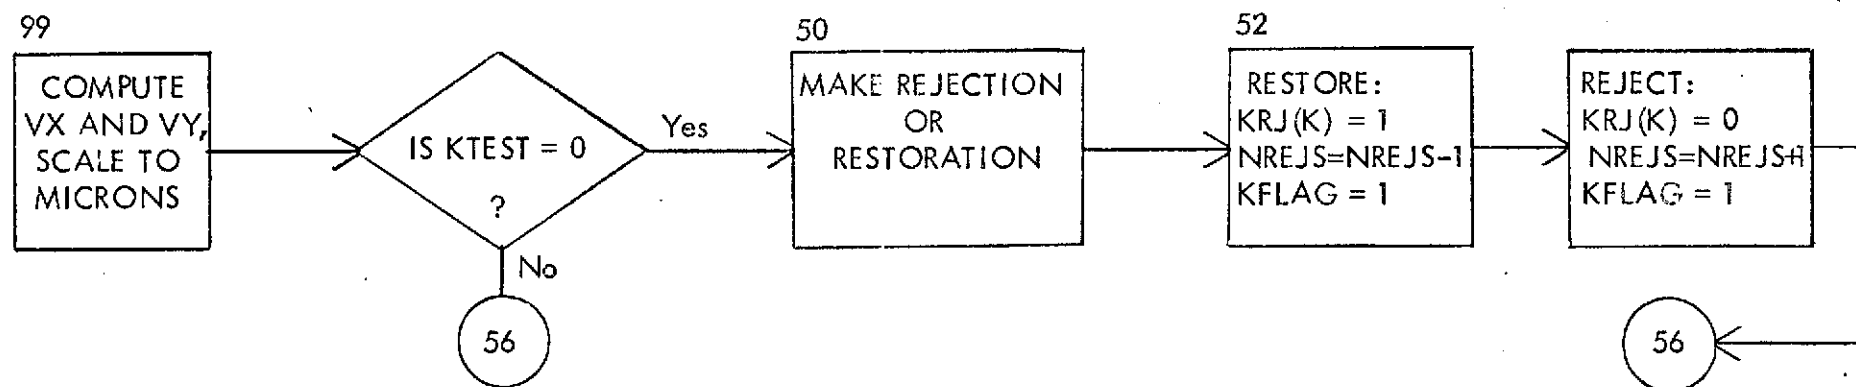 99
COMPUTE
VX AND VY,
SCALE TO
MICRONS
IS KTEST = 0
?
Yes
No
56
50
MAKE REJECTION
OR
RESTORATION
52
RESTORE:
KRJ(K) = 1
NREJS=NREJS-1
KFLAG = 1
REJECT:
KRJ(K) = 0
NREJS=NREJS+1
KFLAG = 1
56